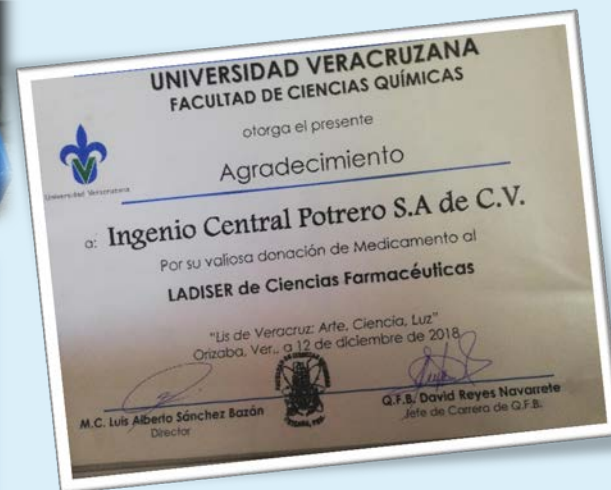 UNIVERSIDAD VERACRUZANA
FACULTAD DE CIENCIAS QUÍMICAS
otorga el presente
Agradecimiento
Universidad Veracruzana
a: Ingenio Central Potrero S.A de C.V.
Por su valiosa donación de Medicamento al
LADISER de Ciencias Farmacéuticas
"Lis de Veracruz: Arte, Ciencia, Luz"
Orizaba, Ver., a 12 de diciembre de 2018
M.C. Luis Alberto Sánchez Bazán
Director
Q.F.B. David Reyes Navarrete
Jefe de Carrera de Q.F.B.